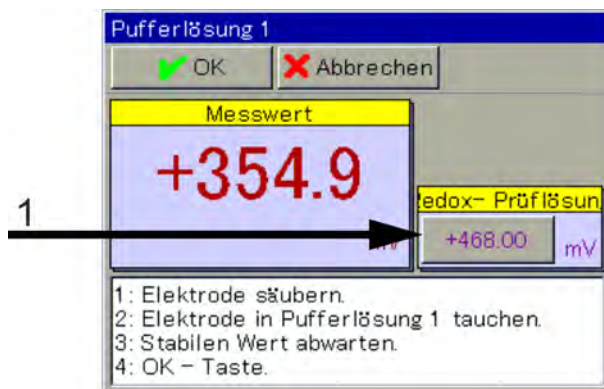 Pufferlösung 1
OK Abbrechen
Messwert
+354.9
edox- Prüflösun
1
+468.00 mV
1: Elektrode säubern.
2: Elektrode in Pufferlösung 1 tauchen.
3: Stabilen Wert abwarten.
4: OK - Taste.